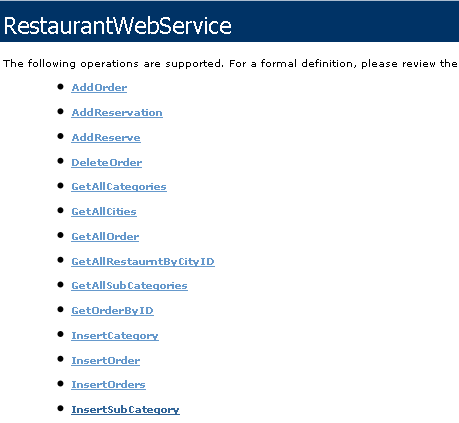 RestaurantWebService
The following operations are supported. For a formal definition, please review the
AddOrder
AddReservation
AddReserve
DeleteOrder
GetAllCategories
GetAllCities
GetAllOrder
GetAllRestaurntByCityID
GetAllSubCategories
GetOrderByID
InsertCategory
InsertOrder
InsertOrders
InsertSubCategory